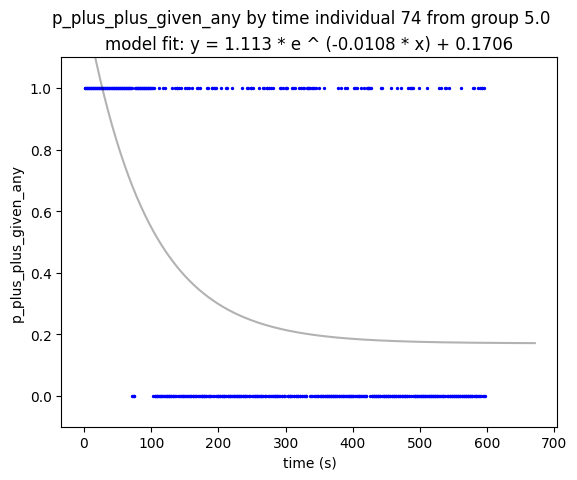 p_plus_plus_given_any by time individual 74 from group 5.0
model fit: y = 1.113 * e ^ (-0.0108 * x) + 0.1706
p_plus_plus_given_any
1.0
0.8
0.6
0.4
0.2
0.0
0 100 200 300 400 500 600 700
time (s)